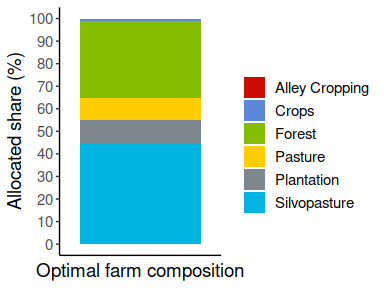 Allocated share (%)
100
90
80
70
60
50
40
30
20
10
0
Optimal farm composition
Alley Cropping
Crops
Forest
Pasture
Plantation
Silvopasture